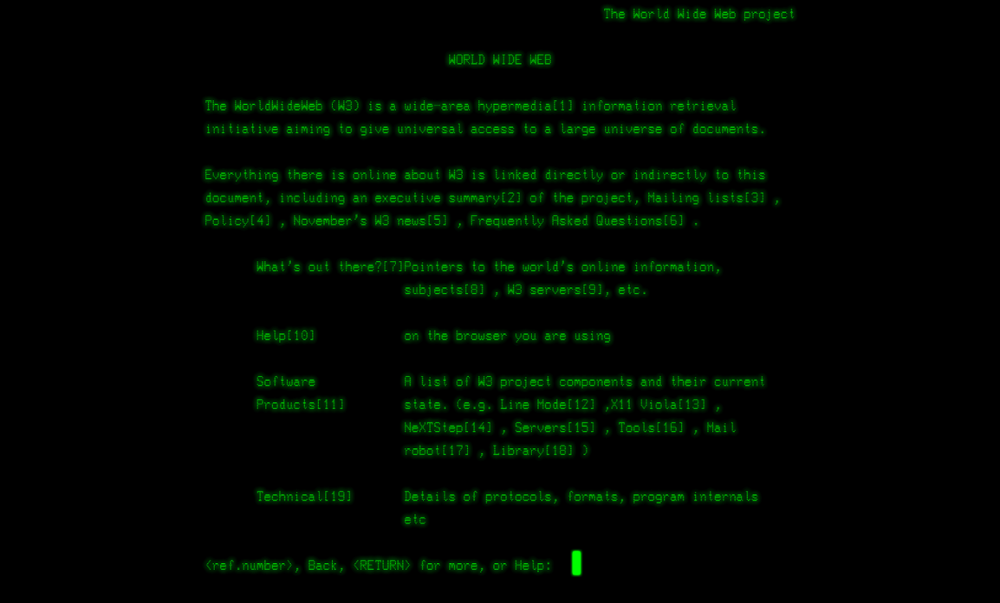 The World Wide Web project
WORLD WIDE WEB
The WorldWideWeb (W3) is a wide-area hypermedia[1] information retrieval
initiative aiming to give universal access to a large universe of documents.
Everything there is online about W3 is linked directly or indirectly to this
document, including an executive summary[2] of the project, Mailing lists[3] ,
Policy[4] , November's W3 news[5] , Frequently Asked Questions[6] .
What's out there?[7]Pointers to the world's online information,
subjects[8] , W3 servers[9], etc.
Help[10] on the browser you are using
Software A list of W3 project components and their current
Products[11] state. (e.g. Line Mode[12] ,X11 Viola[13] ,
NeXTStep[14] , Servers[15] , Tools[16] , Mail
robot[17] , Library[18] )
Technical[19] Details of protocols, formats, program internals
etc
<ref.number>, Back, <RETURN> for more, or Help: